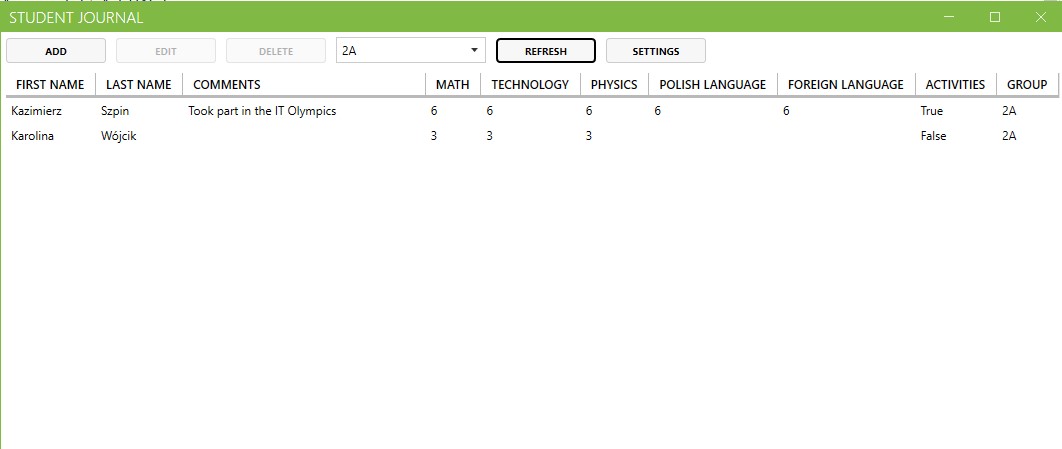 STUDENT JOURNAL
ADD EDIT DELETE 2A REFRESH SETTINGS
FIRST NAME LAST NAME COMMENTS MATH TECHNOLOGY PHYSICS POLISH LANGUAGE FOREIGN LANGUAGE ACTIVITIES GROUP
Kazimierz Szpin Took part in the IT Olympics 6 6 6 6 6 True 2A
Karolina Wójcik 3 3 3 False 2A